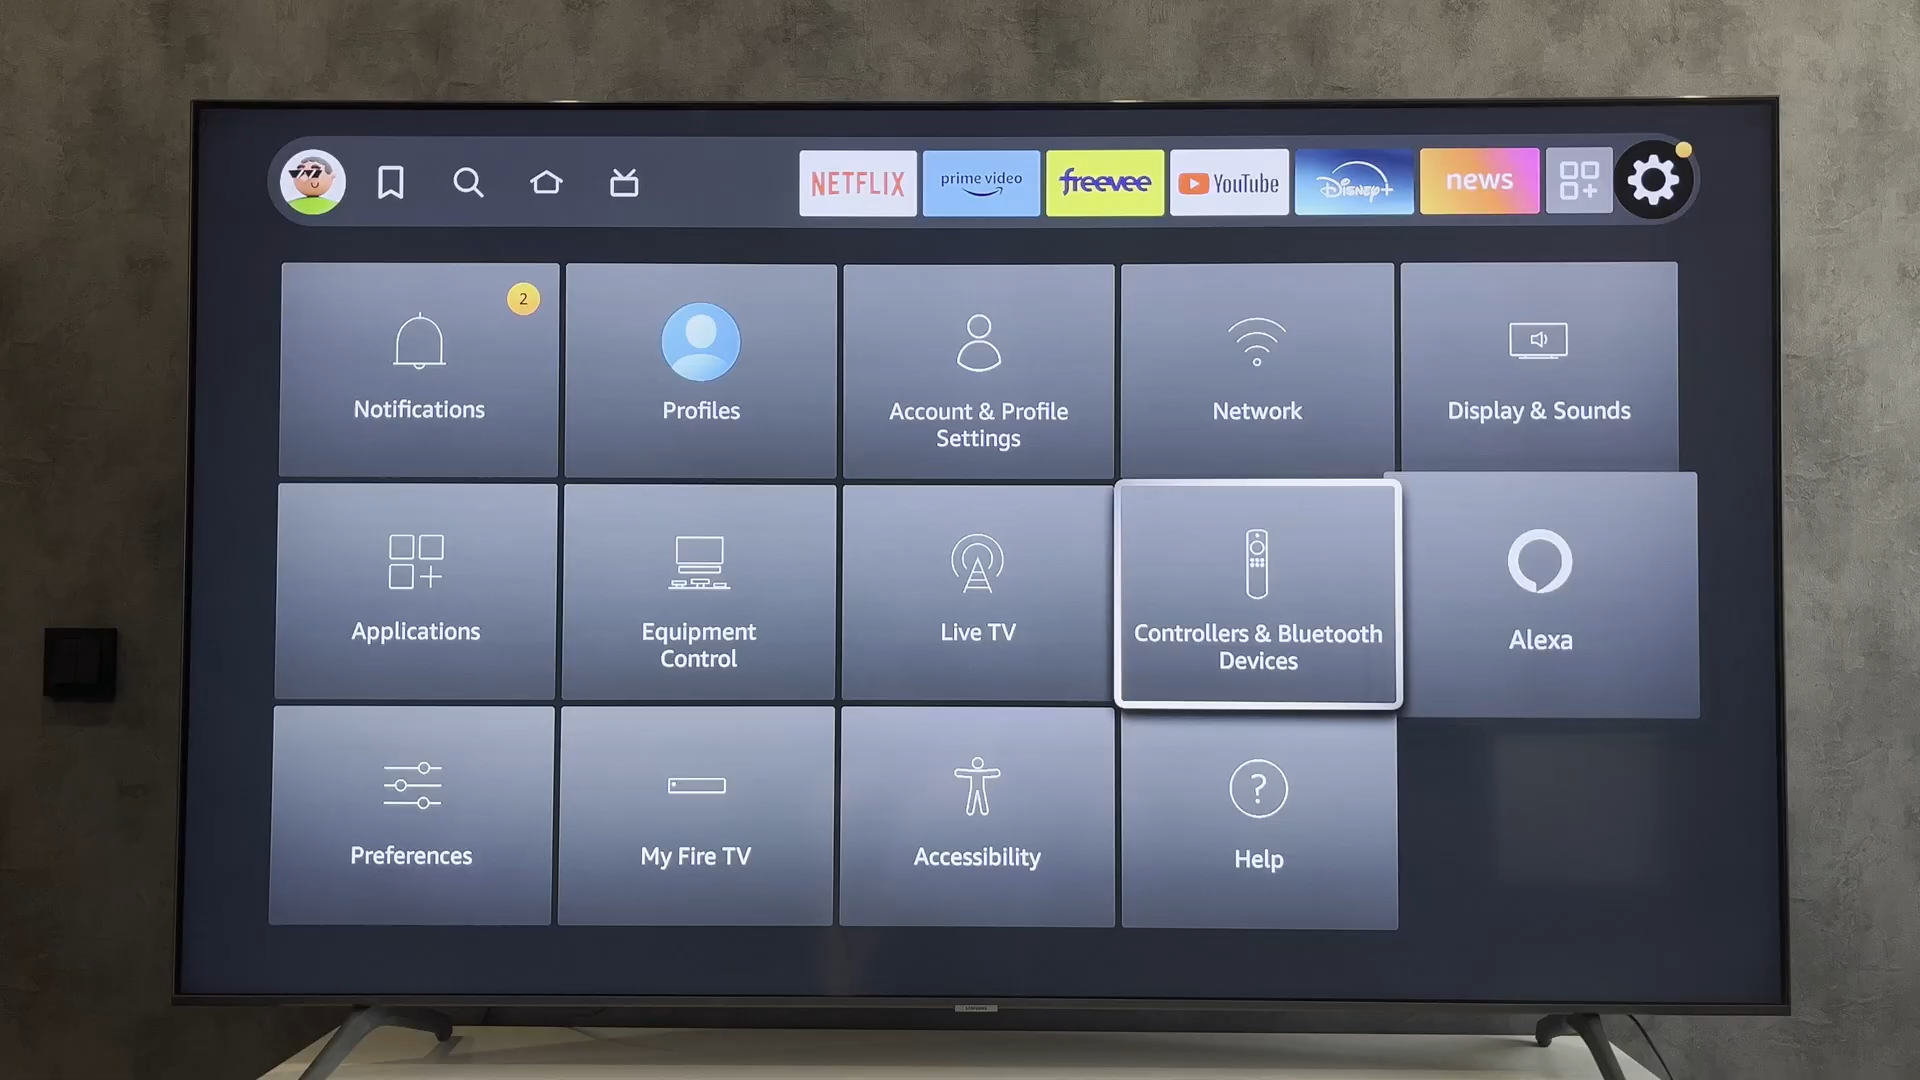 NETFLIX
prime video
freevee
YouTube
Disney+
news
2
Notifications
Profiles
Account & Profile
Settings
Network
Display & Sounds
Applications
Equipment
Control
Live TV
Controllers & Bluetooth
Devices
Alexa
Preferences
My Fire TV
Accessibility
?
Help